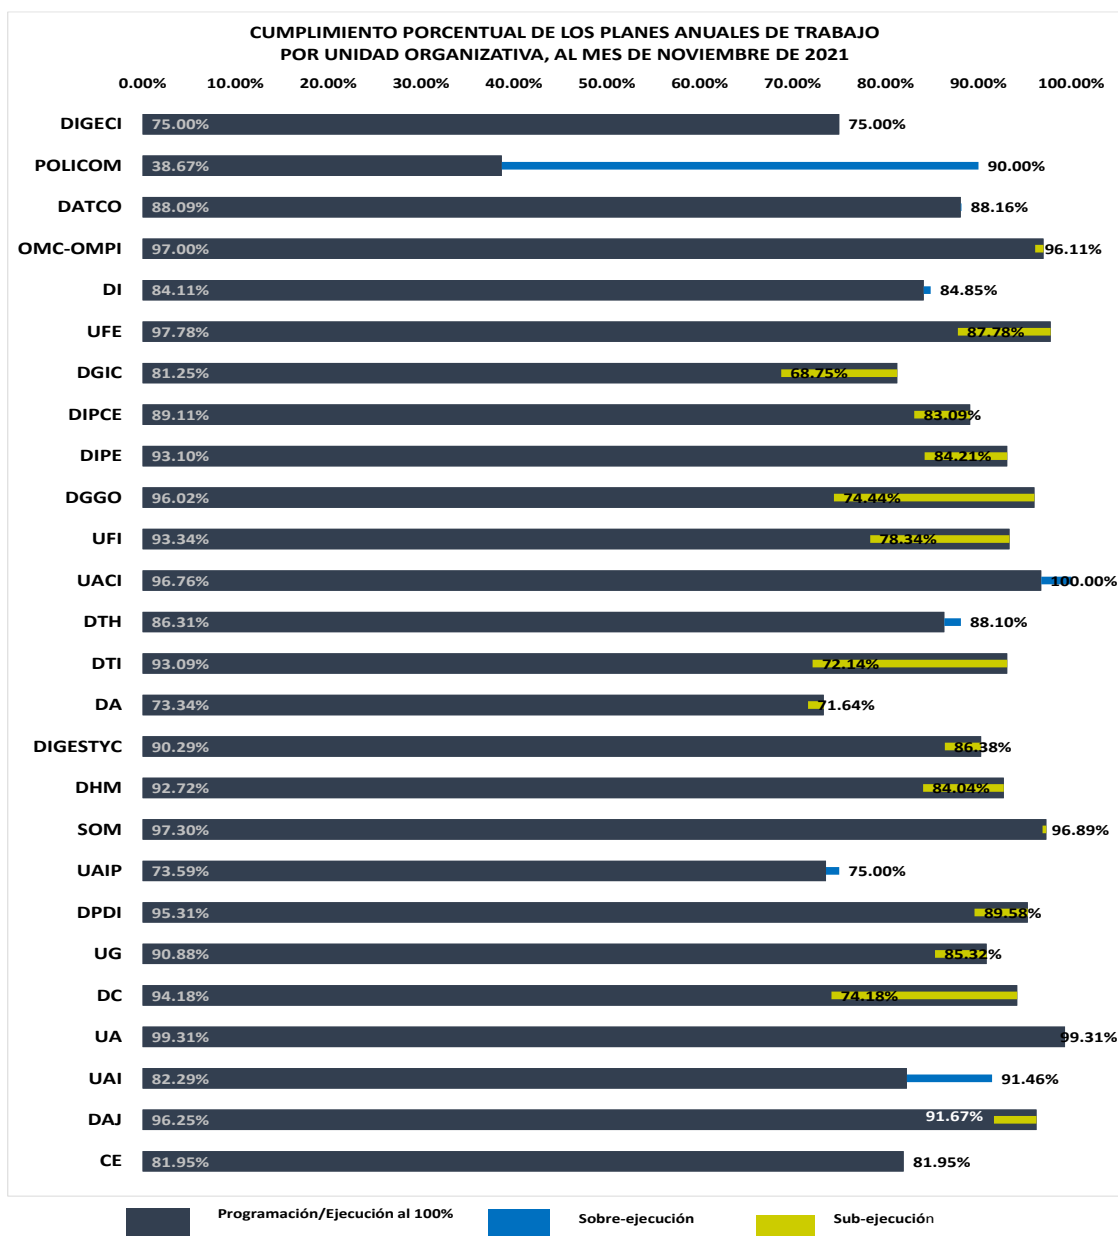 CUMPLIMIENTO PORCENTUAL DE LOS PLANES ANUALES DE TRABAJO
POR UNIDAD ORGANIZATIVA, AL MES DE NOVIEMBRE DE 2021
0.00% 10.00% 20.00% 30.00% 40.00% 50.00% 60.00% 70.00% 80.00% 90.00% 100.00%
DIGECI 75.00% 75.00%
POLICOM 38.67% 90.00%
DATCO 88.09% 88.16%
OMC-OMPI 97.00% 96.11%
DI 84.11% 84.85%
UFE 97.78% 87.78%
DGIC 81.25% 68.75%
DIPCE 89.11% 83.09%
DIPE 93.10% 84.21%
DGGO 96.02% 74.44%
UFI 93.34% 78.34%
UACI 96.76% 100.00%
DTH 86.31% 88.10%
DTI 93.09% 72.14%
DA 73.34% 71.64%
DIGESTYC 90.29% 86.38%
DHM 92.72% 84.04%
SOM 97.30% 96.89%
UAIP 73.59% 75.00%
DPDI 95.31% 89.58%
UG 90.88% 85.32%
DC 94.18% 74.18%
UA 99.31% 99.31%
UAI 82.29% 91.46%
DAJ 96.25% 91.67%
CE 81.95% 81.95%
Programación/Ejecución al 100% Sobre-ejecución Sub-ejecución